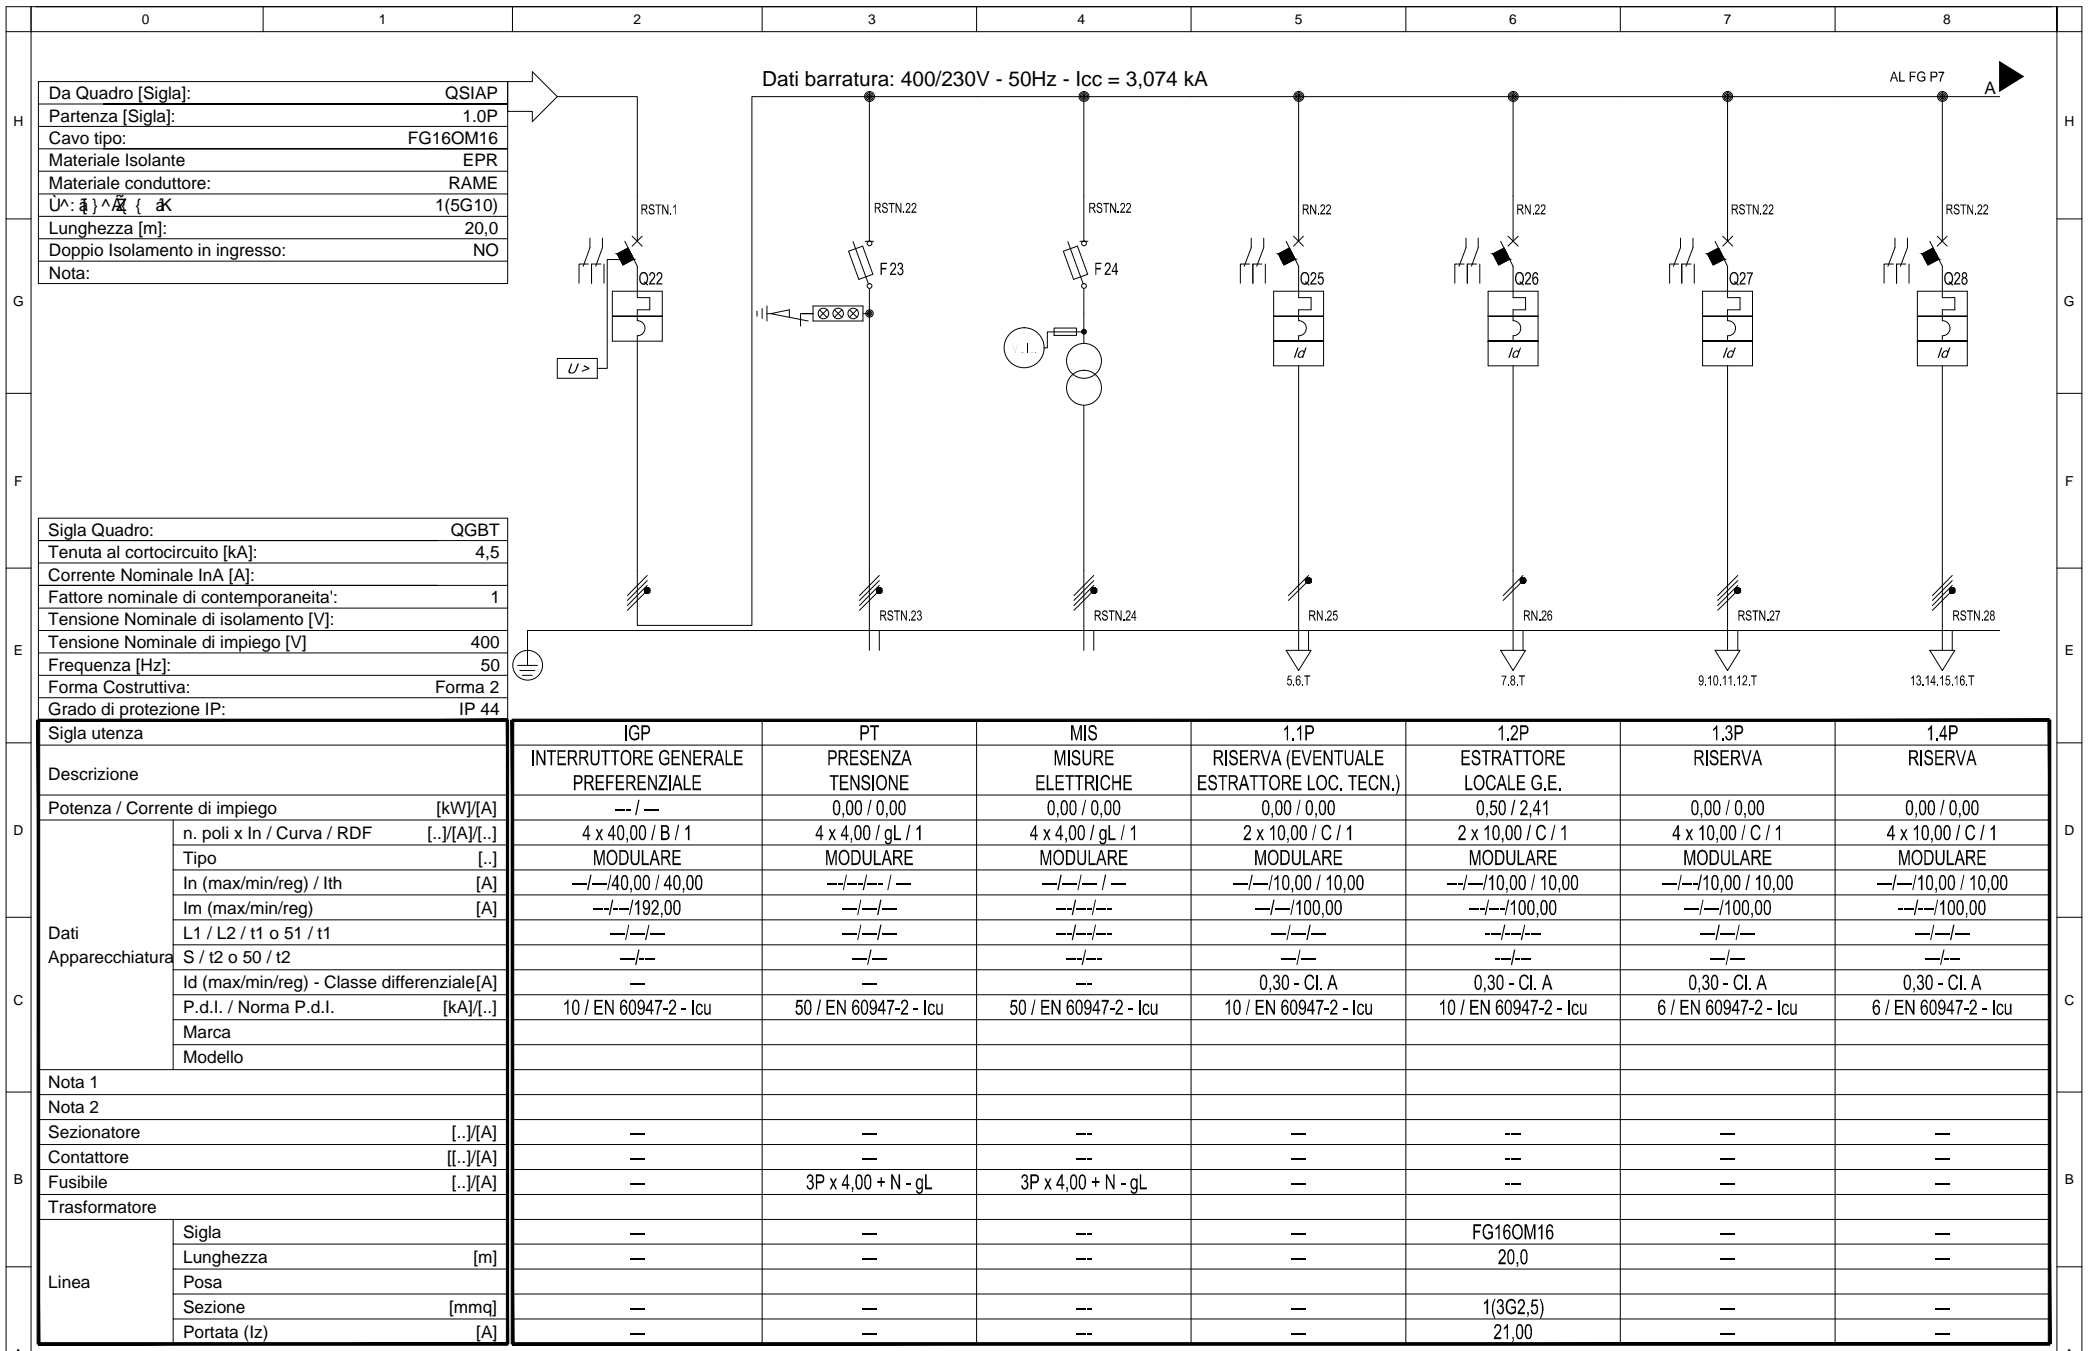 0 1 2 3 4 5 6 7 8
Dati barratura: 400/230V - 50Hz - Icc = 3,074 kA
AL FG P7
A
Da Quadro [Sigla]: QSIAP
Partenza [Sigla]: 1.0P
Cavo tipo: FG16OM16
Materiale Isolante EPR
Materiale conduttore: RAME
1(5G10)
Lunghezza [m]: 20,0
Doppio Isolamento in ingresso: NO
Nota:
H H
G G
F F
E E
D D
C C
B B
RSTN.1 RSTN.22 RSTN.22 RN.22 RN.22 RSTN.22 RSTN.22
Q22 F 23 F 24 Q25 Q26 Q27 Q28
U >
Id Id Id Id
RSTN.23 RSTN.24 RN.25 RN.26 RSTN.27 RSTN.28
5.6.T 7.8.T 9.10.11.12.T 13.14.15.16.T
Sigla Quadro: QGBT
Tenuta al cortocircuito [kA]: 4,5
Corrente Nominale InA [A]:
Fattore nominale di contemporaneita': 1
Tensione Nominale di isolamento [V]:
Tensione Nominale di impiego [V] 400
Frequenza [Hz]: 50
Forma Costruttiva: Forma 2
Grado di protezione IP: IP 44
Sigla utenza IGP PT MIS 1.1P 1.2P 1.3P 1.4P
Descrizione
INTERRUTTORE GENERALE PRESENZA MISURE RISERVA (EVENTUALE ESTRATTORE RISERVA RISERVA
PREFERENZIALE TENSIONE ELETTRICHE ESTRATTORE LOC. TECN.) LOCALE G.E.
Potenza / Corrente di impiego [kW]/[A] --- / --- 0,00 / 0,00 0,00 / 0,00 0,00 / 0,00 0,50 / 2,41 0,00 / 0,00 0,00 / 0,00
Dati Apparecchiatura
n. poli x In / Curva / RDF [..]/[A]/[..] 4 x 40,00 / B / 1 4 x 4,00 / gL / 1 4 x 4,00 / gL / 1 2 x 10,00 / C / 1 2 x 10,00 / C / 1 4 x 10,00 / C / 1 4 x 10,00 / C / 1
Tipo [..] MODULARE MODULARE MODULARE MODULARE MODULARE MODULARE MODULARE
In (max/min/reg) / Ith [A] ---/---/40,00 / 40,00 ---/---/--- / --- ---/---/--- / --- ---/---/10,00 / 10,00 ---/---/10,00 / 10,00 ---/---/10,00 / 10,00 ---/---/10,00 / 10,00
Im (max/min/reg) [A] ---/---/192,00 ---/---/--- ---/---/--- ---/---/100,00 ---/---/100,00 ---/---/100,00 ---/---/100,00
L1 / L2 / t1 o 51 / t1 ---/---/--- ---/---/--- ---/---/--- ---/---/--- ---/---/--- ---/---/--- ---/---/---
S / t2 o 50 / t2 ---/--- ---/--- ---/--- ---/--- ---/--- ---/--- ---/---
Id (max/min/reg) - Classe differenziale[A] --- --- --- 0,30 - Cl. A 0,30 - Cl. A 0,30 - Cl. A 0,30 - Cl. A
P.d.I. / Norma P.d.I. [kA]/[..] 10 / EN 60947-2 - Icu 50 / EN 60947-2 - Icu 50 / EN 60947-2 - Icu 10 / EN 60947-2 - Icu 10 / EN 60947-2 - Icu 6 / EN 60947-2 - Icu 6 / EN 60947-2 - Icu
Marca
Modello
Nota 1
Nota 2
Sezionatore [..]/[A] --- --- --- --- --- --- ---
Contattore [[..]/[A] --- --- --- --- --- --- ---
Fusibile [..]/[A] --- 3P x 4,00 + N - gL 3P x 4,00 + N - gL --- --- --- ---
Trasformatore
Linea
Sigla --- --- --- --- FG16OM16 --- ---
Lunghezza [m] --- --- --- --- 20,0 --- ---
Posa
Sezione [mmq] --- --- --- --- 1(3G2,5) --- ---
Portata (Iz) [A] --- --- --- --- 21,00 --- ---